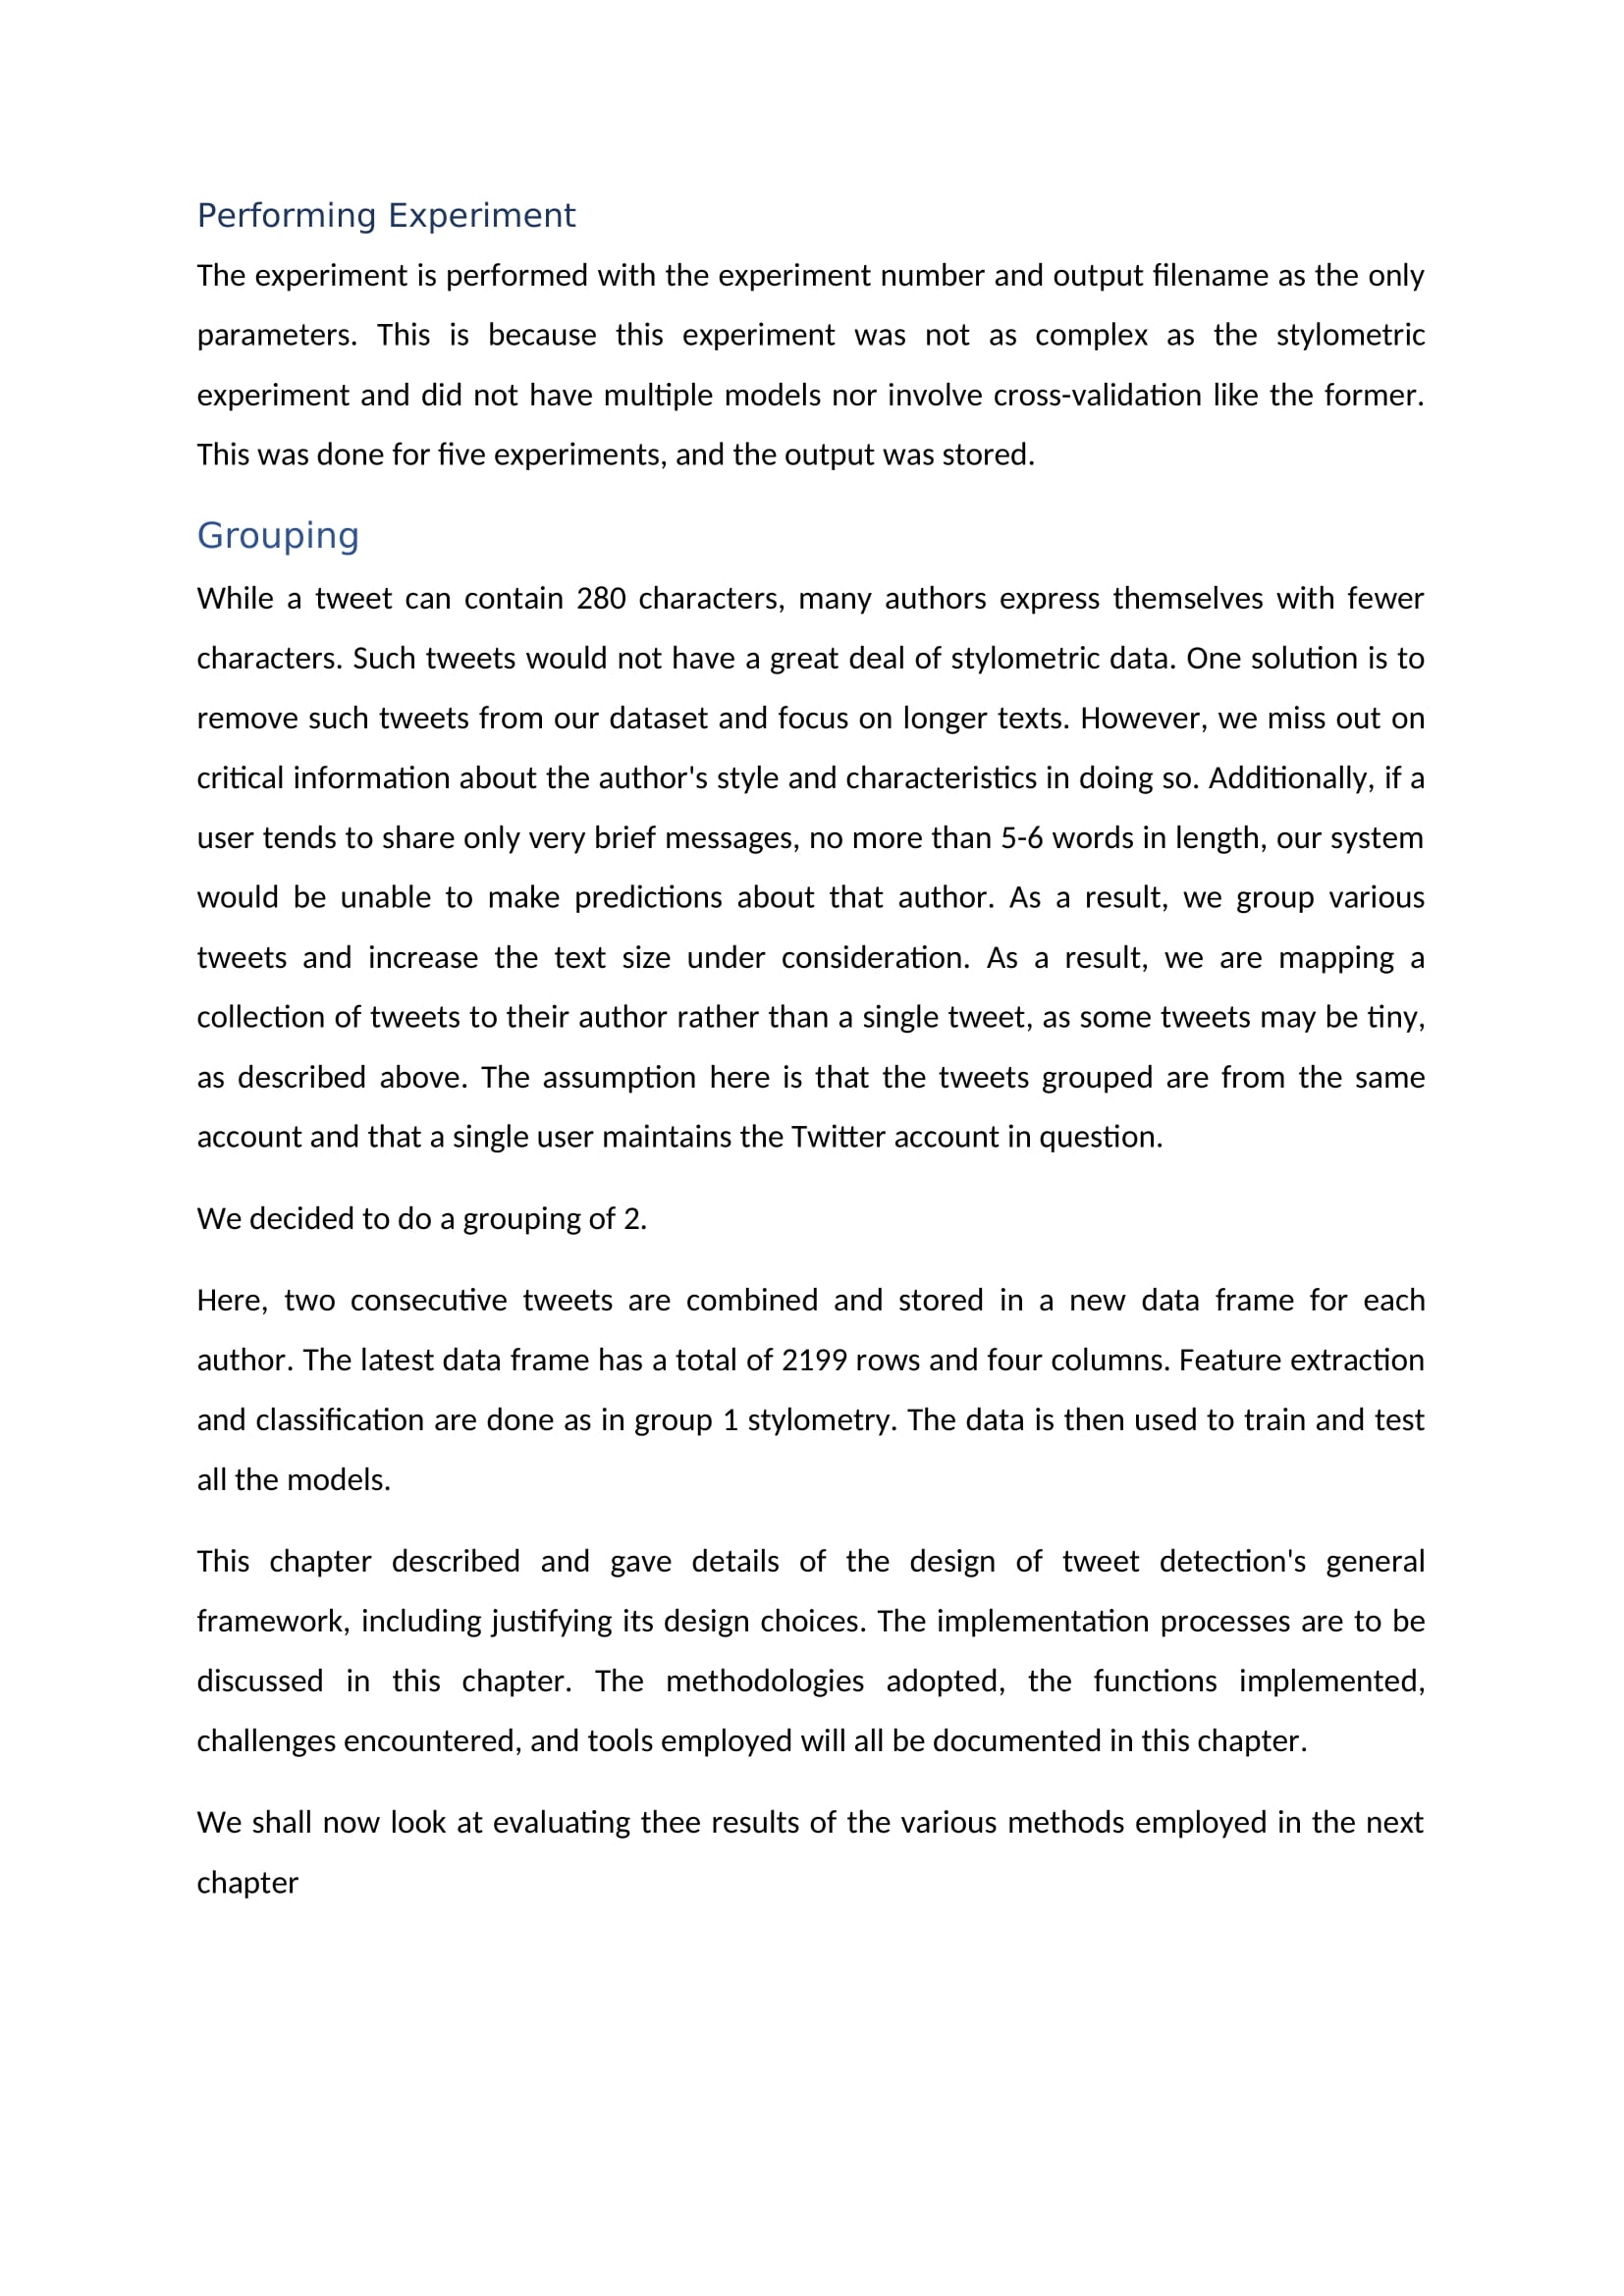 Performing Experiment
The experiment is performed with the experiment number and output filename as the only
parameters. This is because this experiment was not as complex as the stylometric
experiment and did not have multiple models nor involve cross-validation like the former.
This was done for five experiments, and the output was stored.
Grouping
While a tweet can contain 280 characters, many authors express themselves with fewer
characters. Such tweets would not have a great deal of stylometric data. One solution is to
remove such tweets from our dataset and focus on longer texts. However, we miss out on
critical information about the author's style and characteristics in doing so. Additionally, if a
user tends to share only very brief messages, no more than 5-6 words in length, our system
would be unable to make predictions about that author. As a result, we group various
tweets and increase the text size under consideration. As a result, we are mapping a
collection of tweets to their author rather than a single tweet, as some tweets may be tiny,
as described above. The assumption here is that the tweets grouped are from the same
account and that a single user maintains the Twitter account in question.
We decided to do a grouping of 2.
Here, two consecutive tweets are combined and stored in a new data frame for each
author. The latest data frame has a total of 2199 rows and four columns. Feature extraction
and classification are done as in group 1 stylometry. The data is then used to train and test
all the models.
This chapter described and gave details of the design of tweet detection's general
framework, including justifying its design choices. The implementation processes are to be
discussed in this chapter. The methodologies adopted, the functions implemented,
challenges encountered, and tools employed will all be documented in this chapter.
We shall now look at evaluating thee results of the various methods employed in the next
chapter